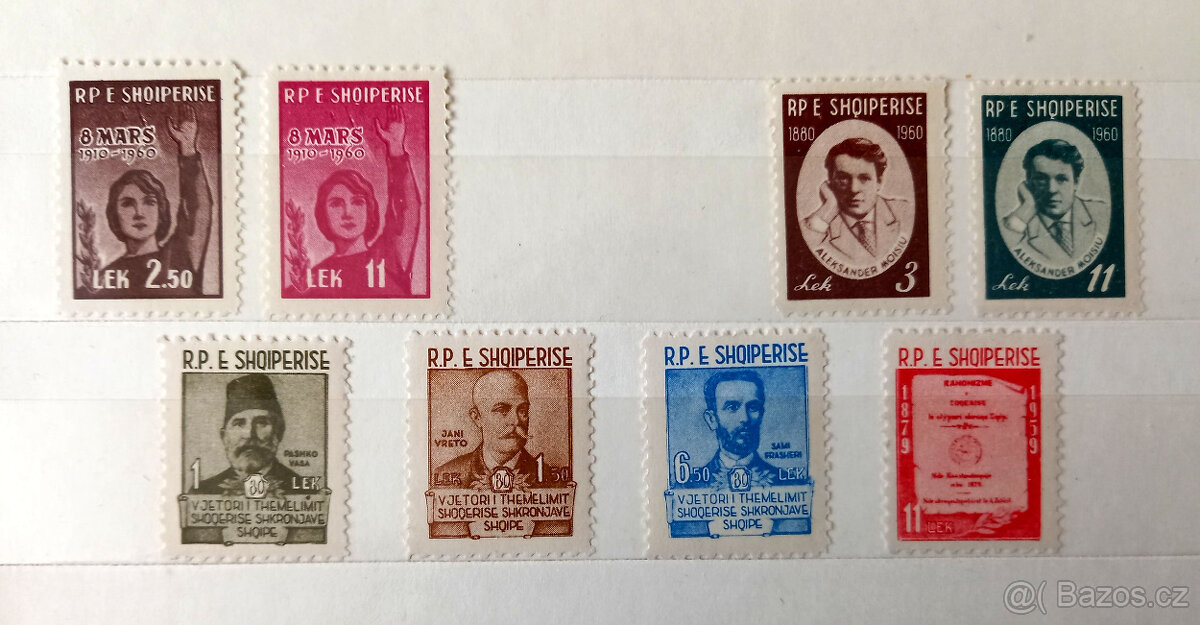 RP E SHQIPERISE
8 MARS
1910-1960
LEK 2.50
RP E SHQIPERISE
8 MARS
1910-1960
LEK 11
RP E SHQIPERISE
1880 1960
ALEKSANDER MOISIU
Lek 3
RP E SHQIPERISE
1880 1960
ALEKSANDER MOISIU
Lek 11
R.P. E SHQIPERISE
PASHKO
VASA
1 LEK
80
VJETORI I THEMELIMIT
SHOQERISE SHKRONJAVE
SHQIPE
R.P. E SHQIPERISE
JANI
VRETO
LEK 1.50
80
VJETORI I THEMELIMIT
SHOQERISE SHKRONJAVE
SHQIPE
R.P. E SHQIPERISE
SAMI
FRASHERI
6.50 LEK
80
VJETORI I THEMELIMIT
SHOQERISE SHKRONJAVE
SHQIPE
R.P. E SHQIPERISE
1879 1959
KANONIZME
11 LEK
@( Bazos.cz